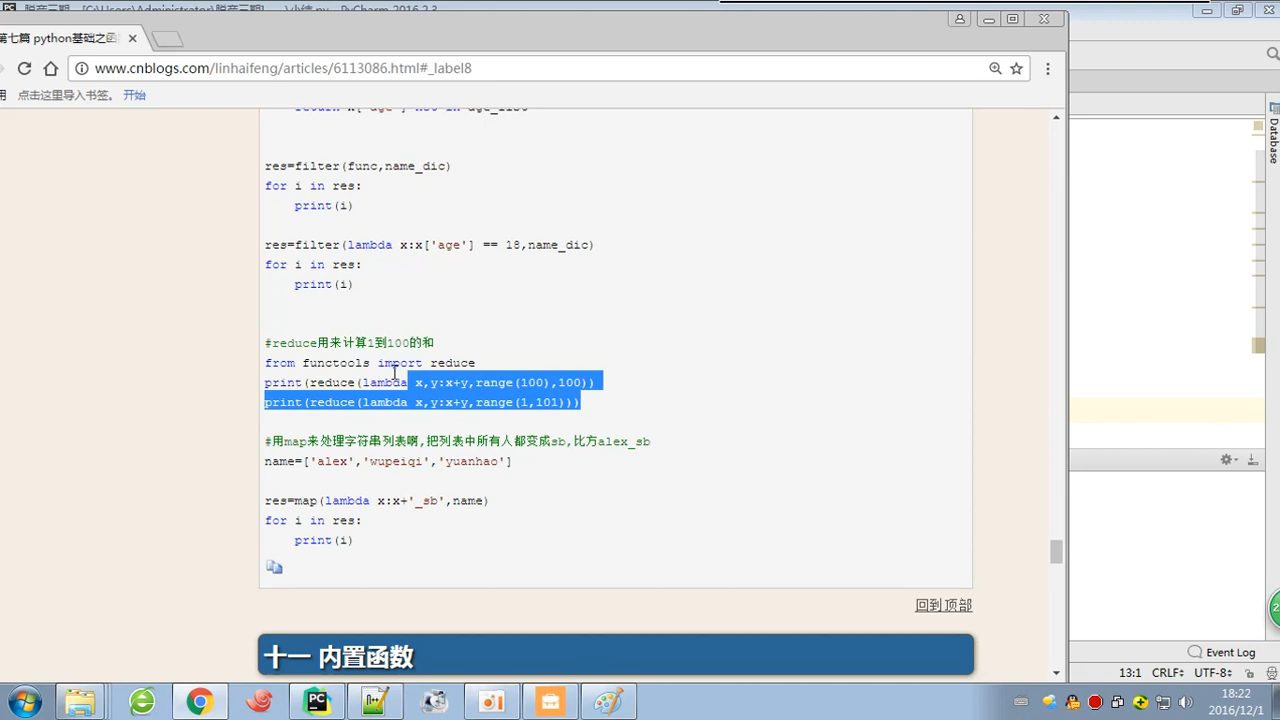 第七篇 python基础之函
www.cnblogs.com/linhaifeng/articles/6113086.html#_label8
用 点击这里导入书签。 开始
res=filter(func,name_dic)
for i in res:
print(i)
res=filter(lambda x:x['age'] == 18,name_dic)
for i in res:
print(i)
#reduce用来计算1到100的和
from functools import reduce
print(reduce(lambda x,y:x+y,range(100),100))
print(reduce(lambda x,y:x+y,range(1,101)))
#用map来处理字符串列表啊,把列表中所有人都变成sb,比方alex_sb
name=['alex','wupeiqi','yuanhao']
res=map(lambda x:x+'_sb',name)
for i in res:
print(i)
回到顶部
十一 内置函数
Database
Event Log
13:1 CRLF÷ UTF-8÷
18:22
2016/12/1